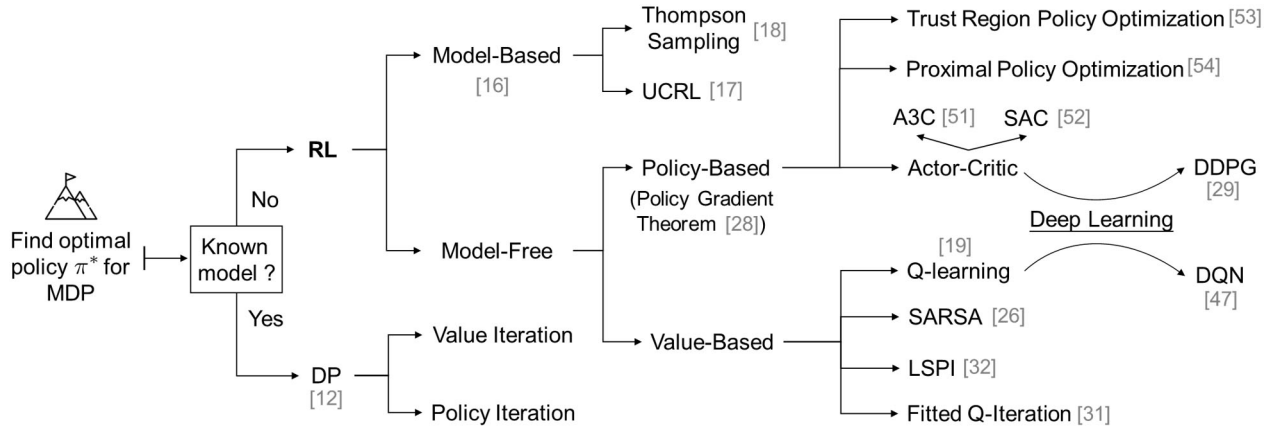 Find optimal
policy π* for
MDP
Known
model ?
No
Yes
RL
DP
[12]
Model-Based
[16]
Model-Free
Value Iteration
Policy Iteration
Thompson
Sampling [18]
UCRL [17]
Policy-Based
(Policy Gradient
Theorem [28])
Value-Based
Trust Region Policy Optimization [53]
Proximal Policy Optimization [54]
A3C [51]
SAC [52]
Actor-Critic
DDPG
[29]
Deep Learning
[19]
Q-learning
DQN
[47]
SARSA [26]
LSPI [32]
Fitted Q-Iteration [31]